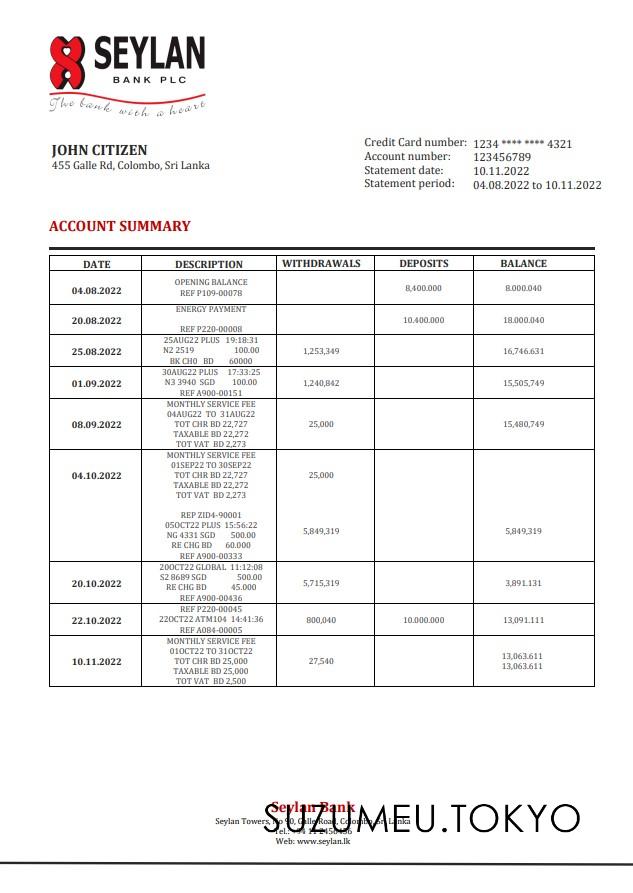 SEYLAN
BANK PLC
The bank with a heart
JOHN CITIZEN
455 Galle Rd, Colombo, Sri Lanka
Credit Card number: 1234 **** **** 4321
Account number: 123456789
Statement date: 10.11.2022
Statement period: 04.08.2022 to 10.11.2022
ACCOUNT SUMMARY
DATE DESCRIPTION WITHDRAWALS DEPOSITS BALANCE
OPENING BALANCE
04.08.2022 8,400.000 8.000.040
REF P109-00078
ENERGY PAYMENT
20.08.2022 10.400.000 18.000.040
REF P220-00008
25AUG22 PLUS 19:18:31
25.08.2022 N2 2519 100.00 1,253,349 16,746.631
BK CH0 BD 60000
30AUG22 PLUS 17:33:25
01.09.2022 N3 3940 SGD 100.00 1,240,842 15,505,749
REF A900-00151
MONTHLY SERVICE FEE
04AUG22 TO 31AUG22
08.09.2022 TOT CHR BD 22,727 25,000 15,480,749
TAXABLE BD 22,272
TOT VAT BD 2,273
MONTHLY SERVICE FEE
01SEP22 TO 30SEP22
04.10.2022 TOT CHR BD 22,727 25,000
TAXABLE BD 22,272
TOT VAT BD 2,273
REP ZID4-90001
05OCT22 PLUS 15:56:22
NG 4331 SGD 500.00 5,849,319 5,849,319
RE CHG BD 60.000
REF A900-00333
20OCT22 GLOBAL 11:12:08
S2 8689 SGD 500.00
20.10.2022 RE CHG BD 45.000 5,715,319 3,891.131
REF A900-00436
REF P220-00045
22.10.2022 22OCT22 ATM104 14:41:36 800,040 10.000.000 13,091.111
REF A084-00005
MONTHLY SERVICE FEE
01OCT22 TO 31OCT22
10.11.2022 TOT CHR BD 25,000 27,540 13,063.611
TAXABLE BD 25,000 13,063.611
TOT VAT BD 2,500
Seylan Bank
SUZUMEU.TOKYO
Seylan Towers, No 90, Galle Road, Colombo, Sri Lanka
Tel.: +94 11 2456456
Web: www.seylan.lk